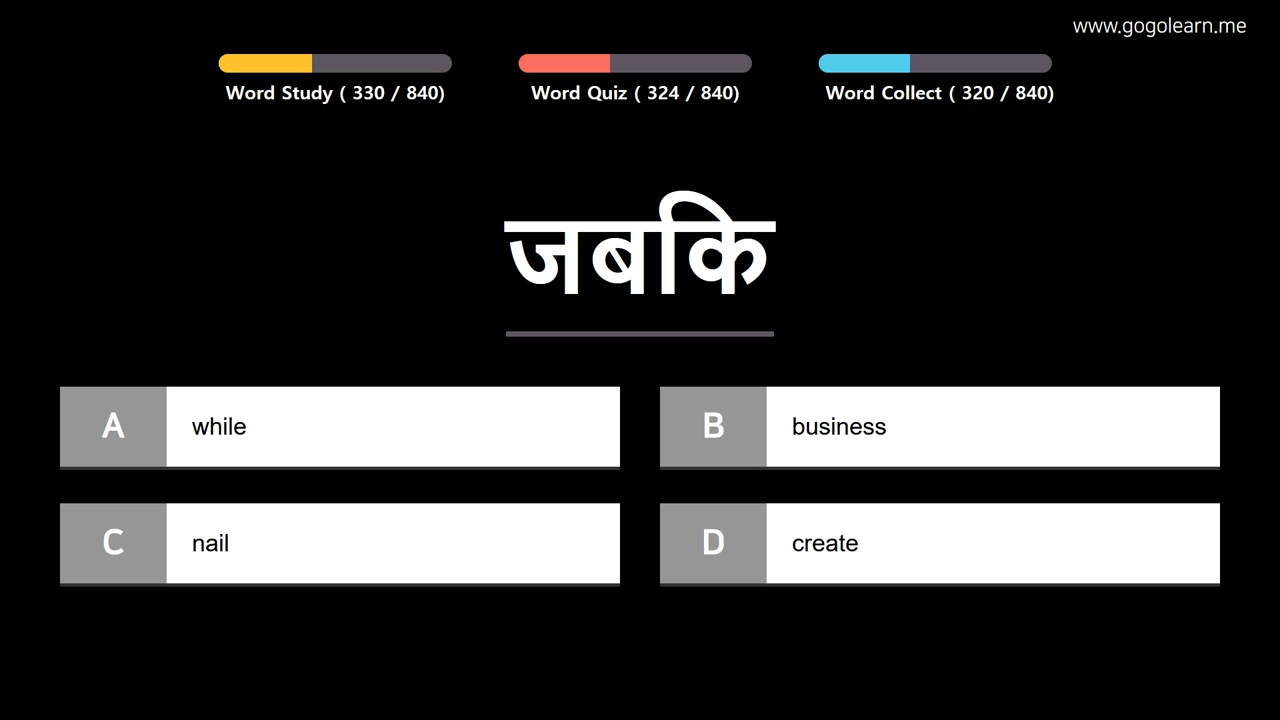 www.gogolearn.me
Word Study ( 330 / 840)
Word Quiz ( 324 / 840)
Word Collect ( 320 / 840)
जबकि
A while
B business
C nail
D create